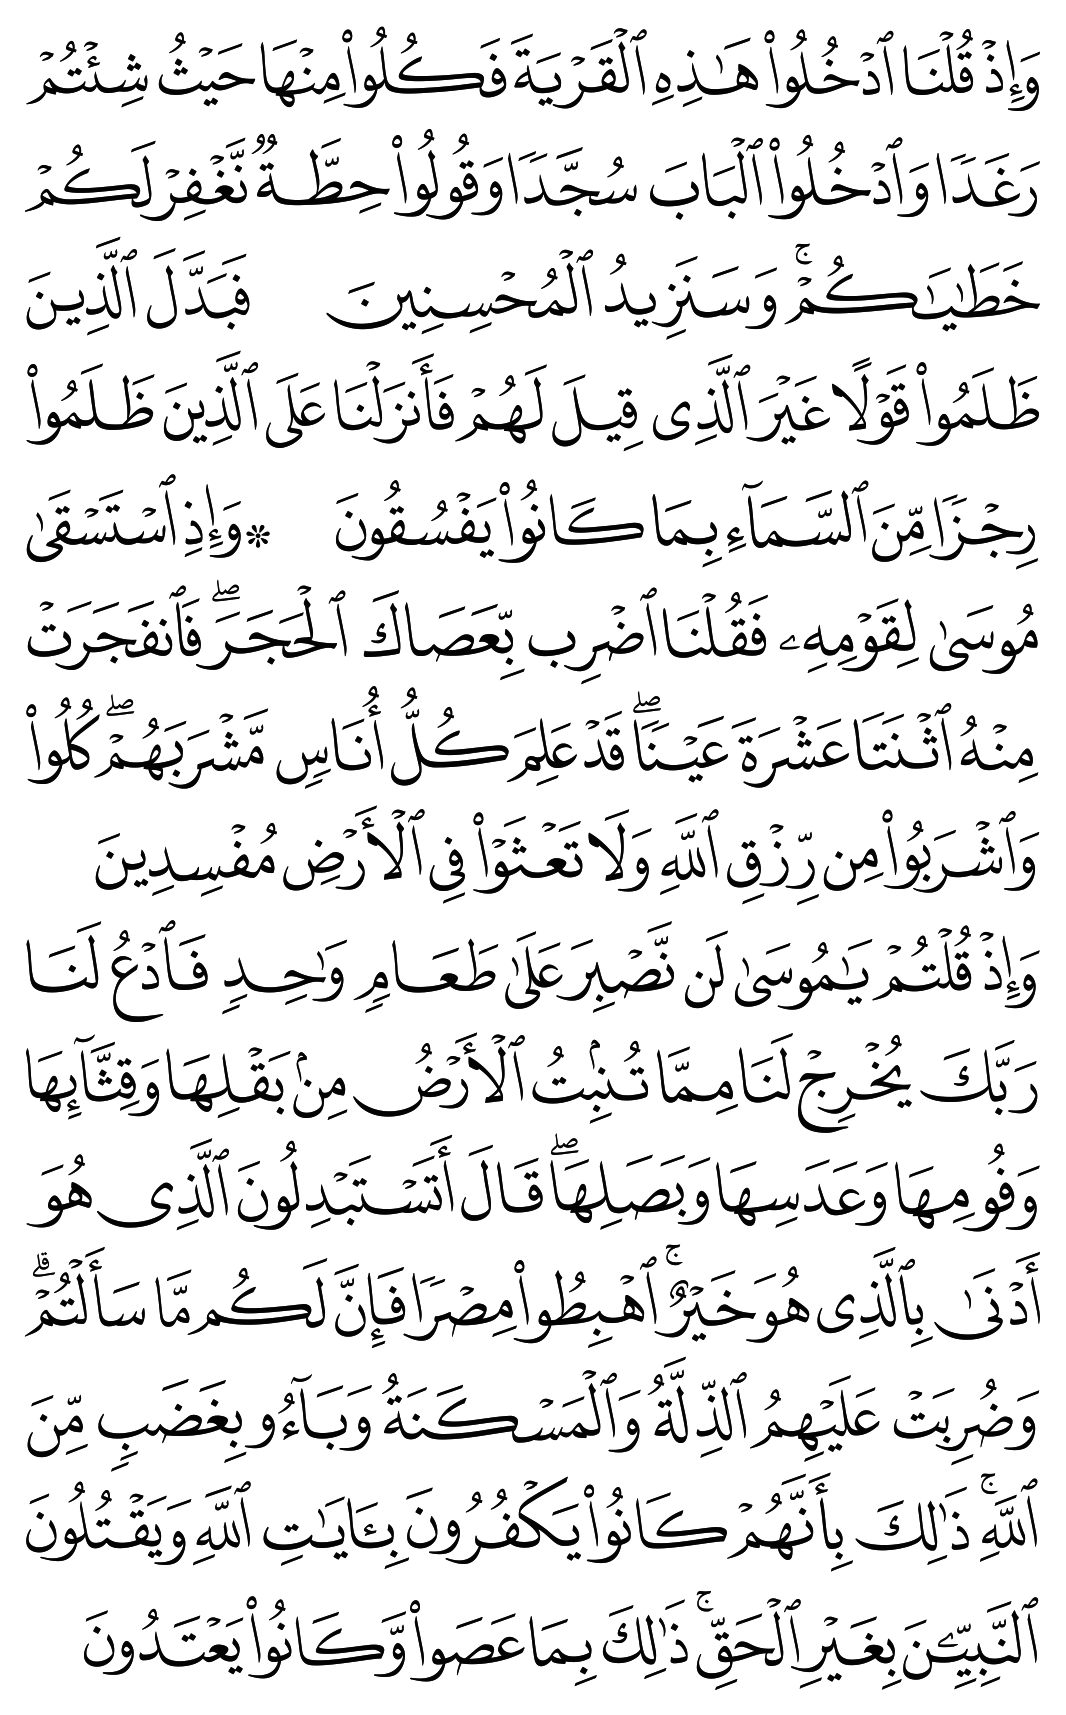 وَإِذۡ قُلۡنَا ٱدۡخُلُواْ هَٰذِهِ ٱلۡقَرۡيَةَ فَكُلُواْ مِنۡهَا حَيۡثُ شِئۡتُمۡ
رَغَدٗا وَٱدۡخُلُواْ ٱلۡبَابَ سُجَّدٗا وَقُولُواْ حِطَّةٞ نَّغۡفِرۡ لَكُمۡ
خَطَٰيَٰكُمۡۚ وَسَنَزِيدُ ٱلۡمُحۡسِنِينَ فَبَدَّلَ ٱلَّذِينَ
ظَلَمُواْ قَوۡلًا غَيۡرَ ٱلَّذِي قِيلَ لَهُمۡ فَأَنزَلۡنَا عَلَى ٱلَّذِينَ ظَلَمُواْ
رِجۡزٗا مِّنَ ٱلسَّمَآءِ بِمَا كَانُواْ يَفۡسُقُونَ ۞وَإِذِ ٱسۡتَسۡقَىٰ
مُوسَىٰ لِقَوۡمِهِۦ فَقُلۡنَا ٱضۡرِب بِّعَصَاكَ ٱلۡحَجَرَۖ فَٱنفَجَرَتۡ
مِنۡهُ ٱثۡنَتَا عَشۡرَةَ عَيۡنٗاۖ قَدۡ عَلِمَ كُلُّ أُنَاسٖ مَّشۡرَبَهُمۡۖ كُلُواْ
وَٱشۡرَبُواْ مِن رِّزۡقِ ٱللَّهِ وَلَا تَعۡثَوۡاْ فِي ٱلۡأَرۡضِ مُفۡسِدِينَ
وَإِذۡ قُلۡتُمۡ يَٰمُوسَىٰ لَن نَّصۡبِرَ عَلَىٰ طَعَامٖ وَٰحِدٖ فَٱدۡعُ لَنَا
رَبَّكَ يُخۡرِجۡ لَنَا مِمَّا تُنۢبِتُ ٱلۡأَرۡضُ مِنۢ بَقۡلِهَا وَقِثَّآئِهَا
وَفُومِهَا وَعَدَسِهَا وَبَصَلِهَاۖ قَالَ أَتَسۡتَبۡدِلُونَ ٱلَّذِي هُوَ
أَدۡنَىٰ بِٱلَّذِي هُوَ خَيۡرٌۚ ٱهۡبِطُواْ مِصۡرٗا فَإِنَّ لَكُم مَّا سَأَلۡتُمۡۗ
وَضُرِبَتۡ عَلَيۡهِمُ ٱلذِّلَّةُ وَٱلۡمَسۡكَنَةُ وَبَآءُو بِغَضَبٖ مِّنَ
ٱللَّهِۚ ذَٰلِكَ بِأَنَّهُمۡ كَانُواْ يَكۡفُرُونَ بِـَٔايَٰتِ ٱللَّهِ وَيَقۡتُلُونَ
ٱلنَّبِيِّـۧنَ بِغَيۡرِ ٱلۡحَقِّۚ ذَٰلِكَ بِمَا عَصَواْ وَّكَانُواْ يَعۡتَدُونَ